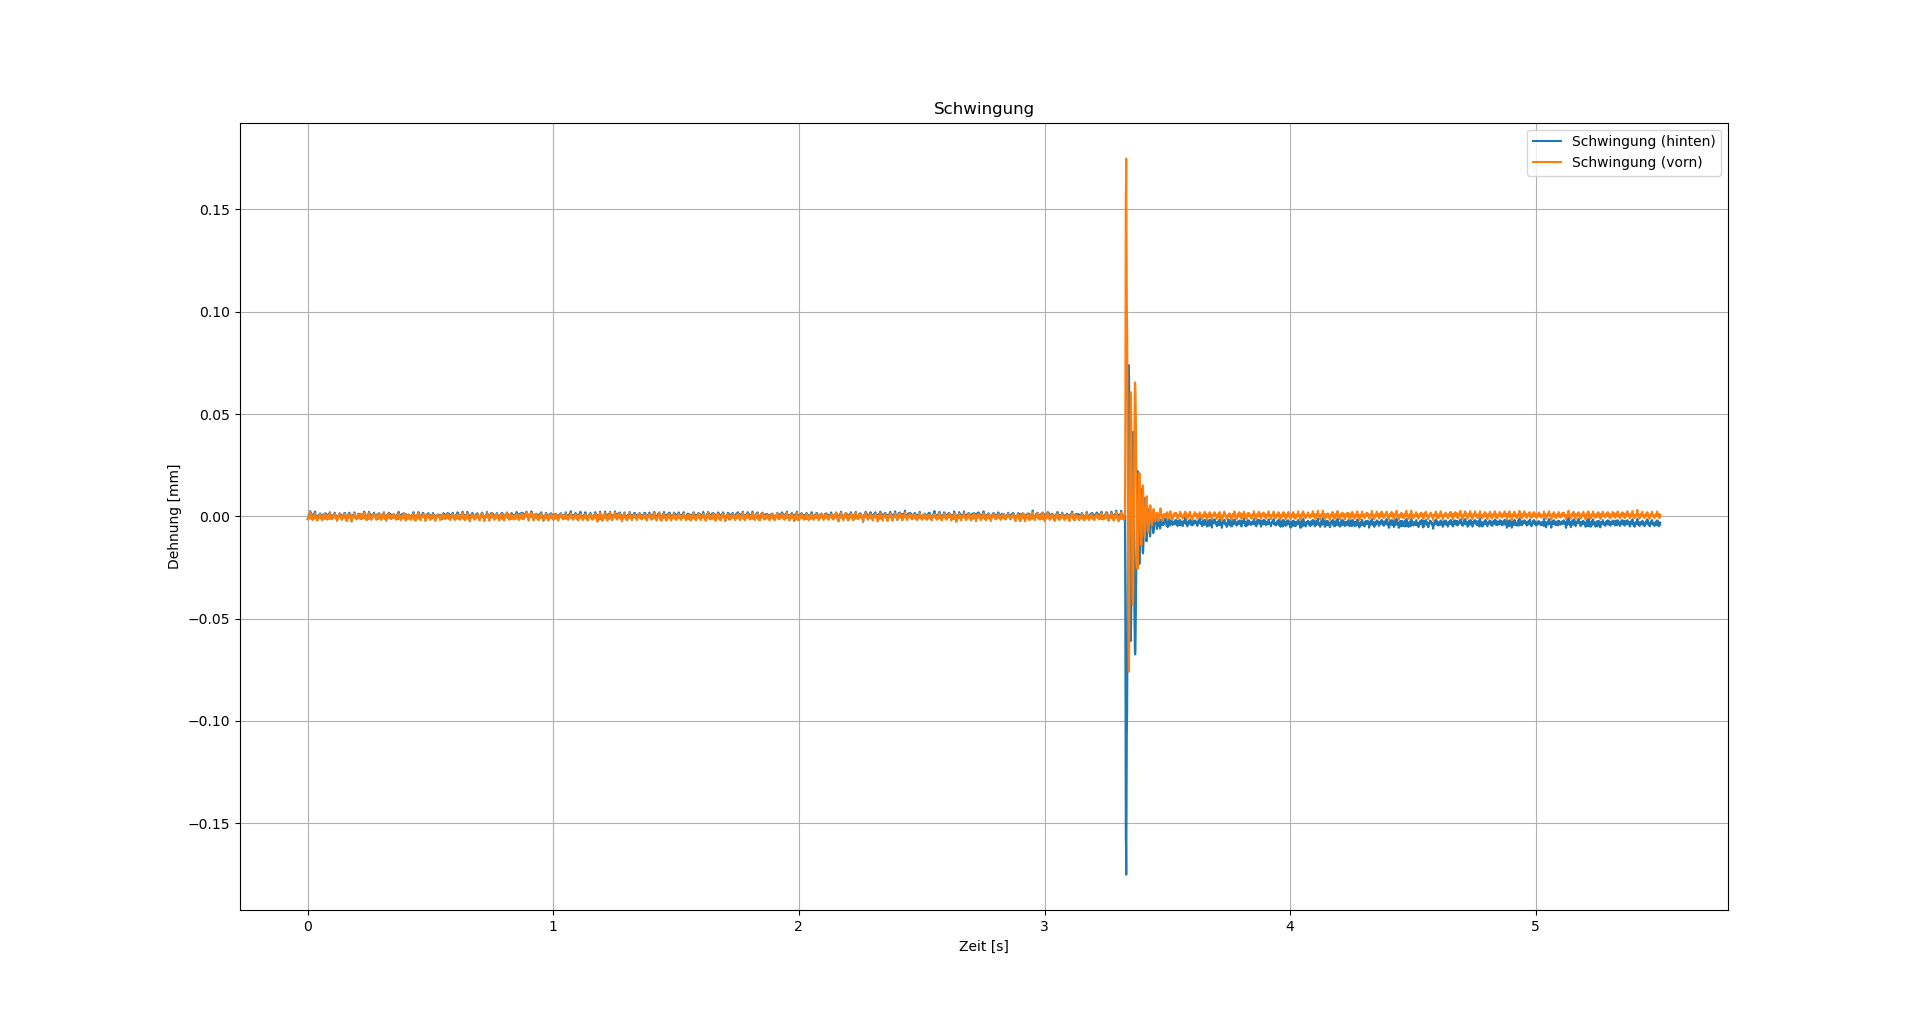 Schwingung
Schwingung (hinten)
Schwingung (vorn)
0.15
0.10
0.05
0.00
−0.05
−0.10
−0.15
Dehnung [mm]
0 1 2 3 4 5
Zeit [s]